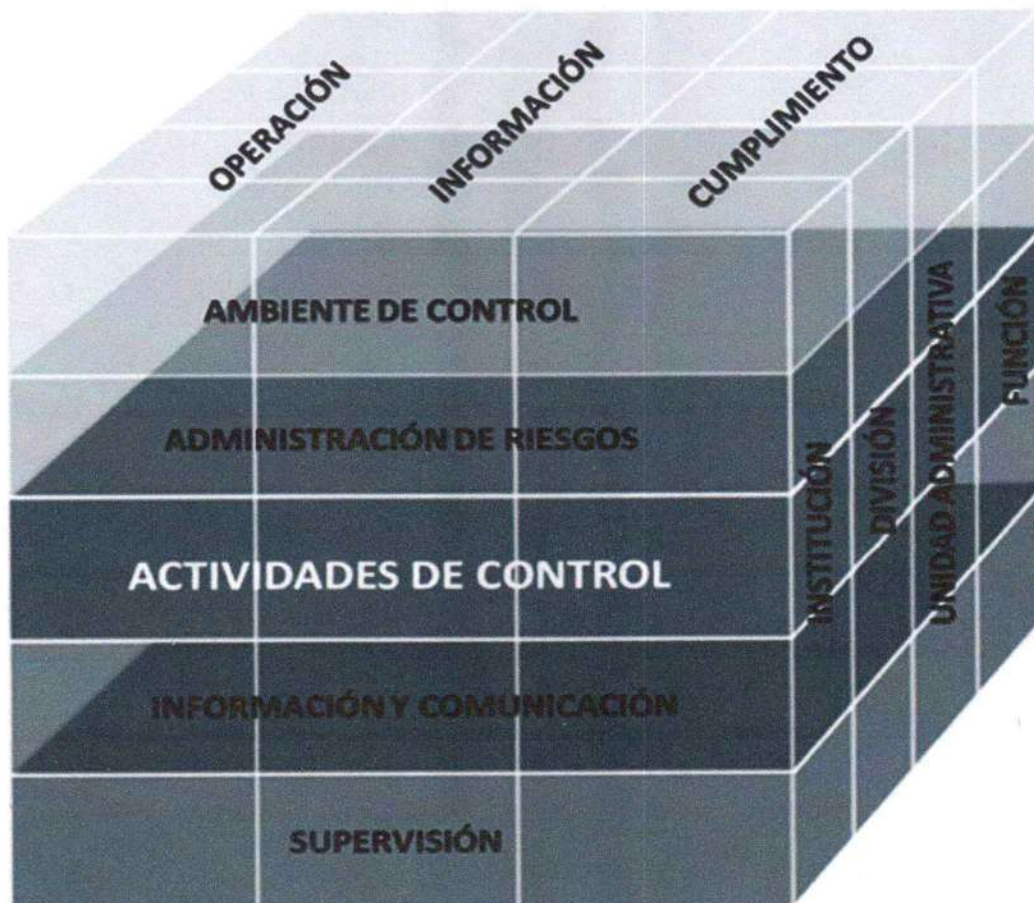 OPERACIÓN
INFORMACIÓN
CUMPLIMIENTO
AMBIENTE DE CONTROL
ADMINISTRACIÓN DE RIESGOS
ACTIVIDADES DE CONTROL
INFORMACIÓN Y COMUNICACIÓN
SUPERVISIÓN
INSTITUCIÓN
DIVISIÓN
UNIDAD ADMINISTRATIVA
FUNCIÓN